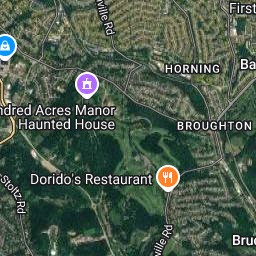 First
ville Rd
HORNING
Ba
ndred Acres Manor
Haunted House
BROUGHTON
Dorido's Restaurant
Stoltz Rd
ville Rd
Bru